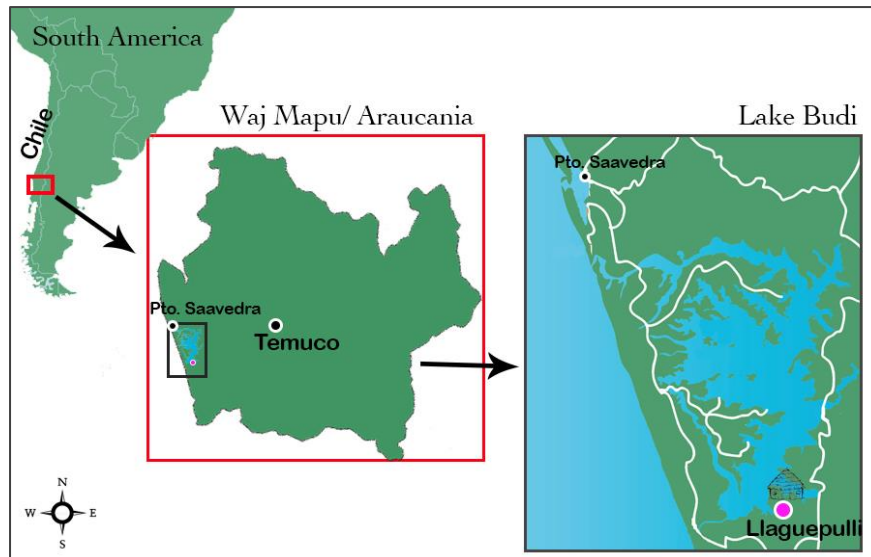 South America
Chile
Waj Mapu/ Araucania
Pto. Saavedra
Temuco
Lake Budi
Pto. Saavedra
Llaguepulli
N
W
E
S